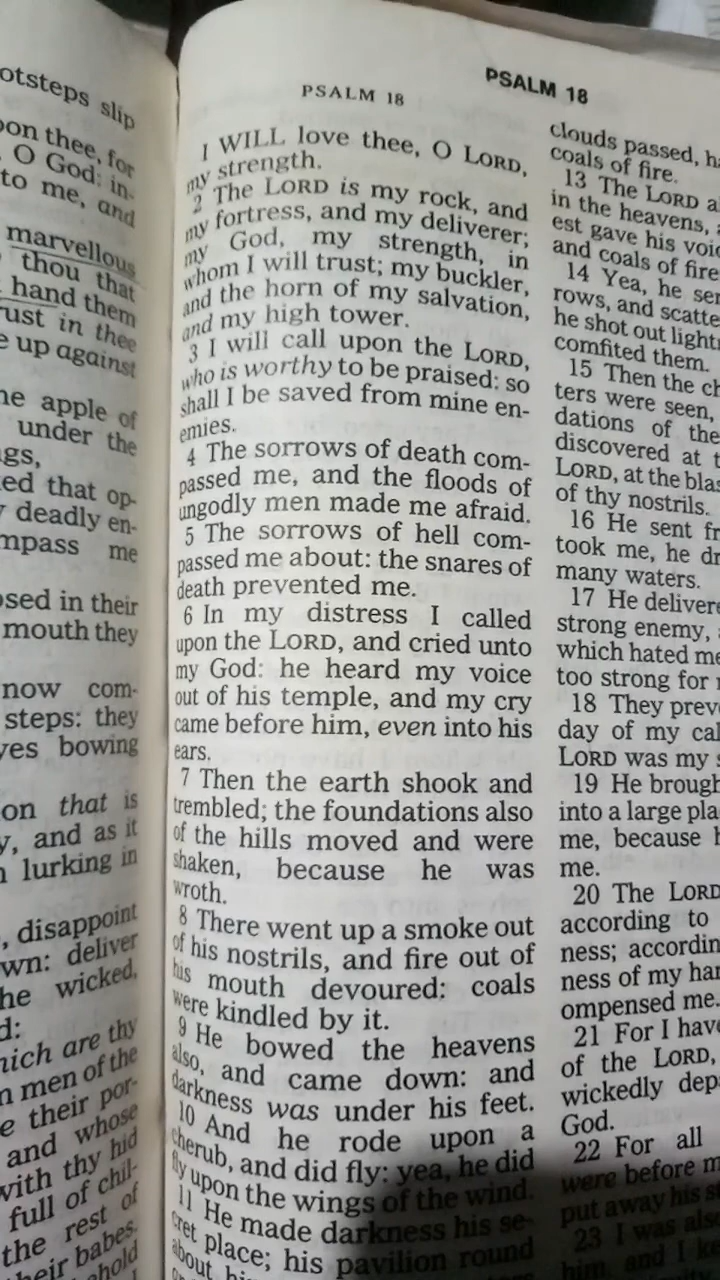 otsteps slip
pon thee, for
, O God: in-
to me, and
marvellous
thou that
hand them
rust in thee
e up against
he apple of
under the
gs,
ed that op-
deadly en-
mpass me
osed in their
mouth they
now com-
steps: they
yes bowing
on that is
y, and as it
lurking in
, disappoint
wn: deliver
he wicked,
d:
hich are thy
n men of the
e their por-
and whose
with thy hid
full of chil-
the rest of
heir babes.
ehold
PSALM 18
PSALM 18
1 WILL love thee, O LORD,
my strength.
2 The LORD is my rock, and
my fortress, and my deliverer;
my God, my strength, in
whom I will trust; my buckler,
and the horn of my salvation,
and my high tower.
3 I will call upon the LORD,
who is worthy to be praised: so
shall I be saved from mine en-
emies.
4 The sorrows of death com-
passed me, and the floods of
ungodly men made me afraid.
5 The sorrows of hell com-
passed me about: the snares of
death prevented me.
6 In my distress I called
upon the LORD, and cried unto
my God: he heard my voice
out of his temple, and my cry
came before him, even into his
ears.
7 Then the earth shook and
trembled; the foundations also
of the hills moved and were
shaken, because he was
wroth.
8 There went up a smoke out
of his nostrils, and fire out of
his mouth devoured: coals
were kindled by it.
9 He bowed the heavens
also, and came down: and
darkness was under his feet.
10 And he rode upon a
cherub, and did fly: yea, he did
fly upon the wings of the wind.
11 He made darkness his se-
cret place; his pavilion round
about
clouds passed, ha
coals of fire.
13 The LORD a
in the heavens, a
est gave his voic
and coals of fire
14 Yea, he sen
rows, and scatte
he shot out light
comfited them.
15 Then the ch
ters were seen,
dations of the
discovered at t
LORD, at the blas
of thy nostrils.
16 He sent fr
took me, he dr
many waters.
17 He delivere
strong enemy, a
which hated me
too strong for
18 They prev
day of my cal
LORD was my s
19 He brough
into a large pla
me, because h
me.
20 The LORD
according to
ness; accordin
ness of my han
ompensed me.
21 For I have
of the LORD,
wickedly dep
God.
22 For all
were before m
put away his s
23 I was als
him, and I ke